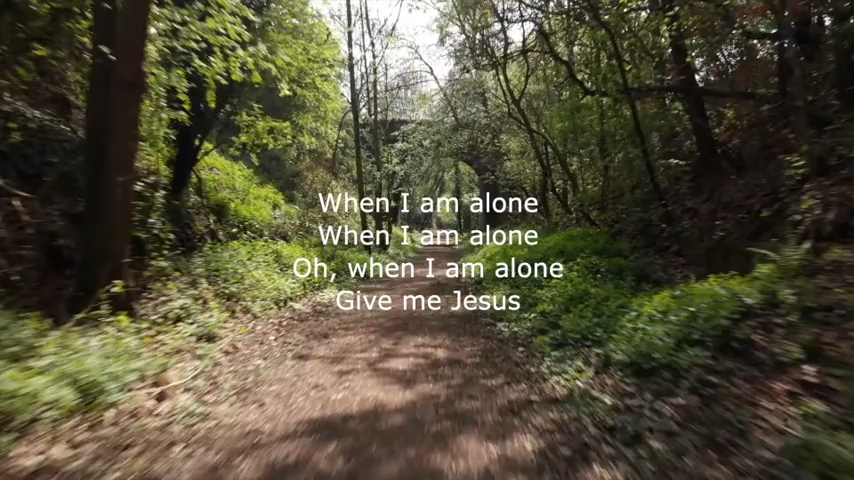 When I am alone
When I am alone
Oh, when I am alone
Give me Jesus